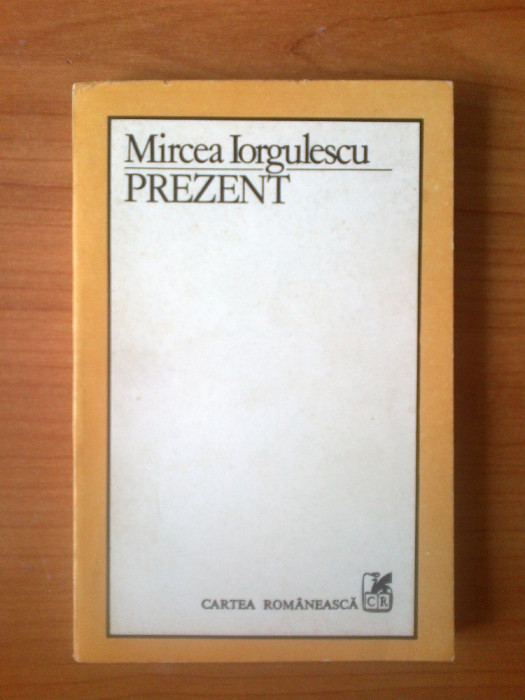 Mircea Iorgulescu
PREZENT
CARTEA ROMÂNEASCĂ
CR